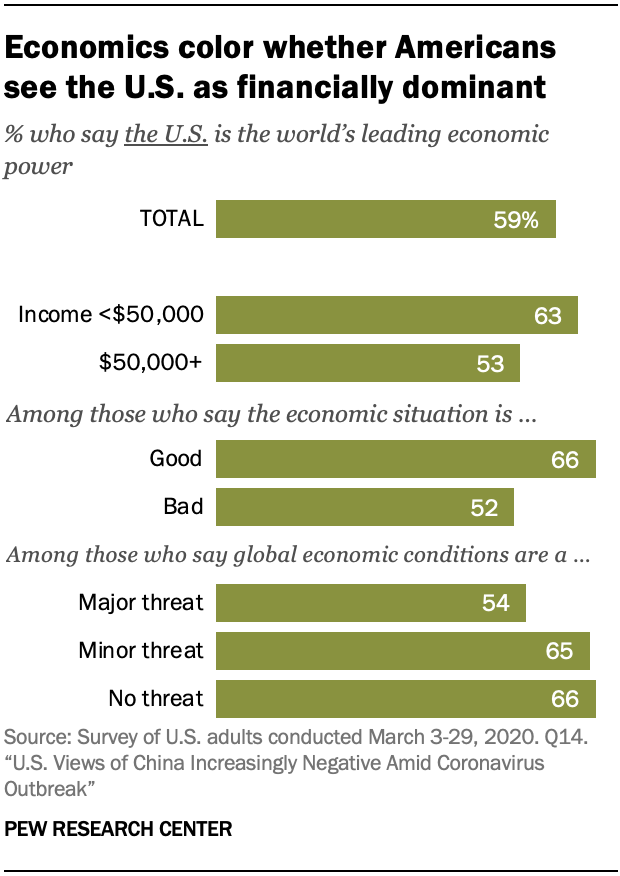 Economics color whether Americans
see the U.S. as financially dominant
% who say the U.S. is the world’s leading economic
power
TOTAL 59%
Income <$50,000 63
$50,000+ 53
Among those who say the economic situation is ...
Good 66
Bad 52
Among those who say global economic conditions are a ...
Major threat 54
Minor threat 65
No threat 66
Source: Survey of U.S. adults conducted March 3-29, 2020. Q14.
“U.S. Views of China Increasingly Negative Amid Coronavirus
Outbreak”
PEW RESEARCH CENTER